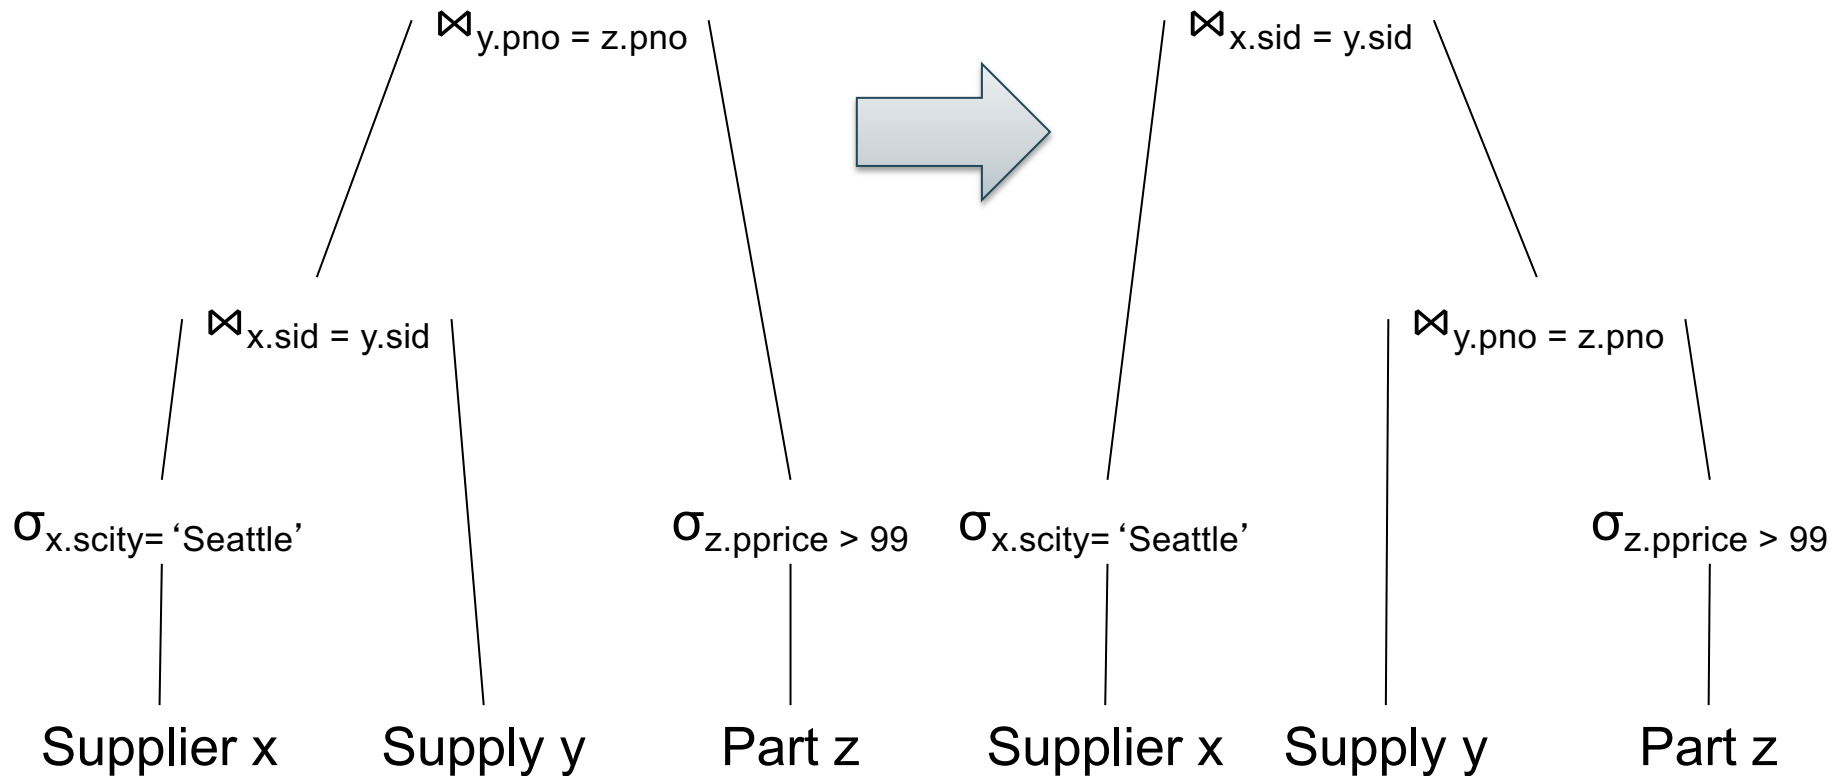 ⋈y.pno = z.pno
⋈x.sid = y.sid
⋈x.sid = y.sid
⋈y.pno = z.pno
σx.scity= ‘Seattle’
σz.pprice > 99
σx.scity= ‘Seattle’
σz.pprice > 99
Supplier x
Supply y
Part z
Supplier x
Supply y
Part z